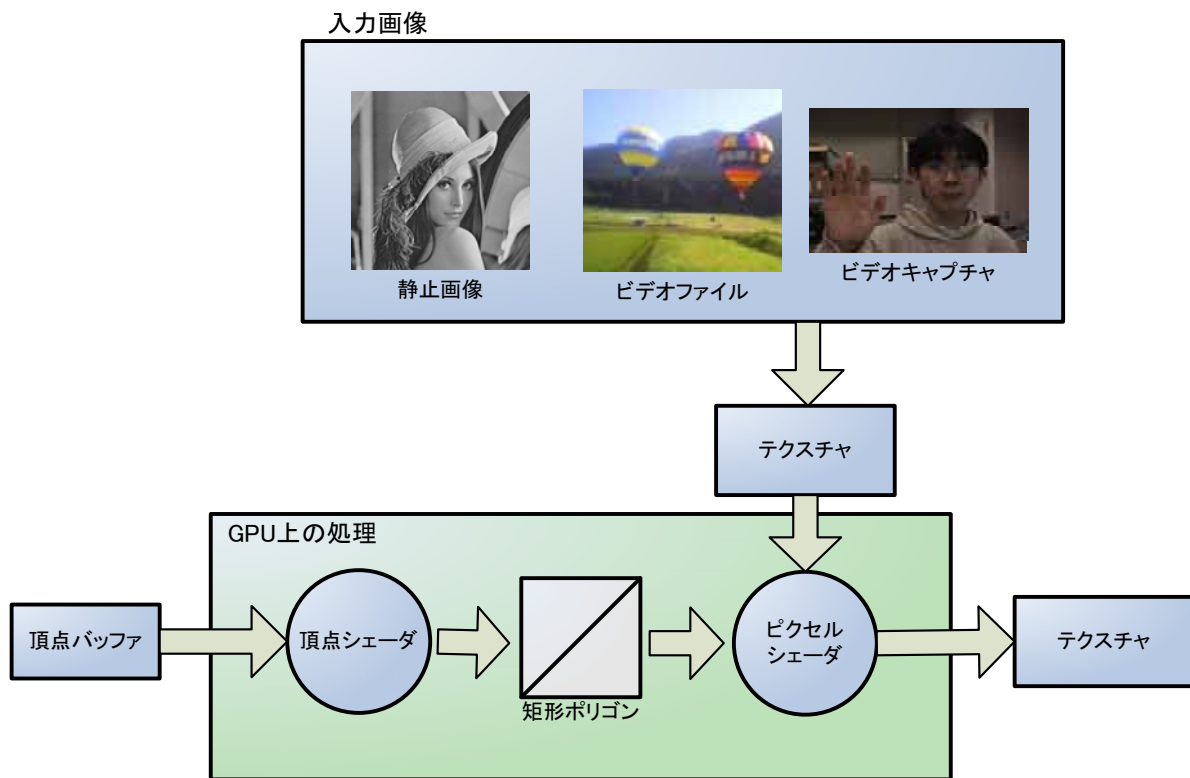 入力画像
静止画像
ビデオファイル
ビデオキャプチャ
テクスチャ
GPU上の処理
頂点バッファ
頂点シェーダ
矩形ポリゴン
ピクセル
シェーダ
テクスチャ